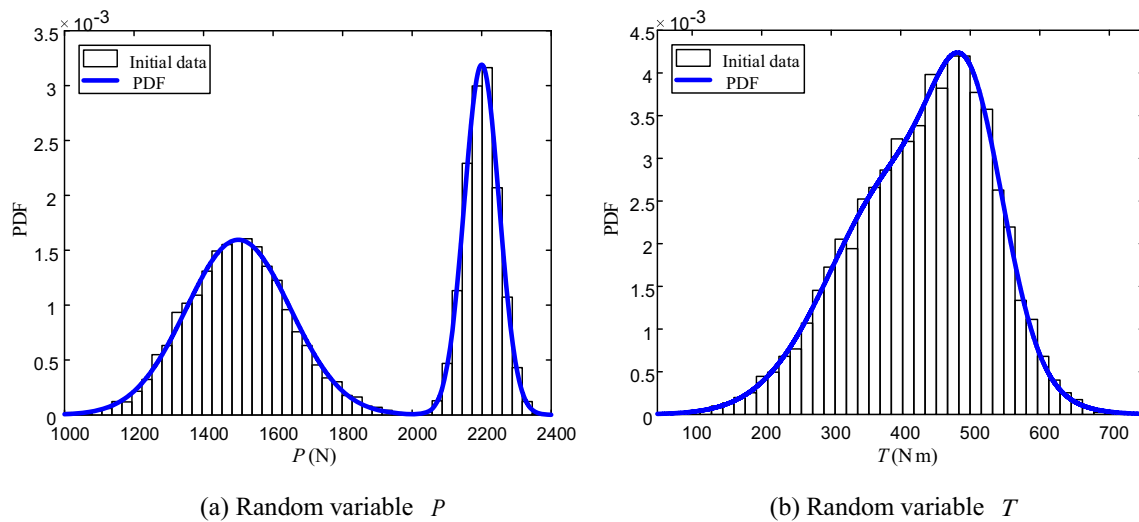 × 10⁻³
3.5
3
2.5
2
1.5
1
0.5
0
PDF
Initial data
PDF
1000 1200 1400 1600 1800 2000 2200 2400
P (N)
(a) Random variable P
× 10⁻³
4.5
4
3.5
3
2.5
2
1.5
1
0.5
0
PDF
Initial data
PDF
100 200 300 400 500 600 700
T (N m)
(b) Random variable T